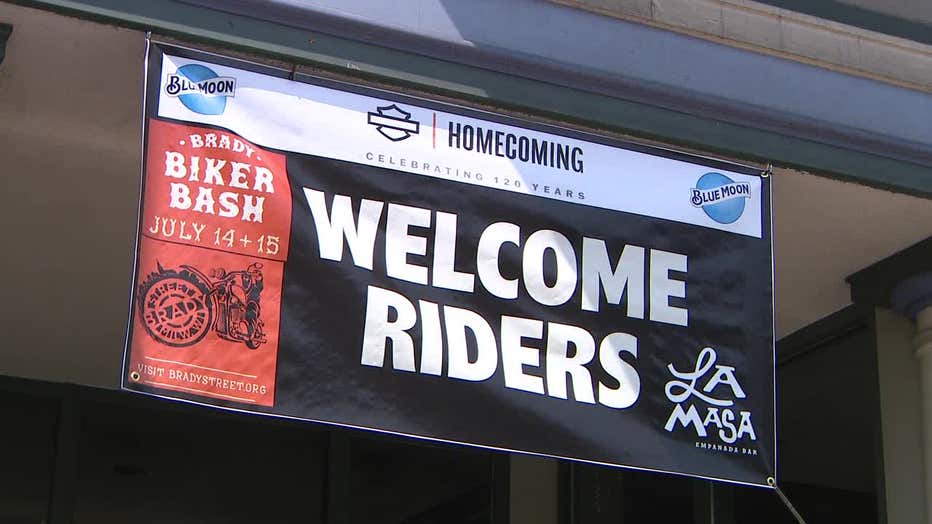 BLUE MOON
HOMECOMING
CELEBRATING 120 YEARS
BLUE MOON
· BRADY ·
BIKER
BASH
JULY 14+15
VISIT BRADYSTREET.ORG
WELCOME
RIDERS
LA
MASA
EMPANADA BAR